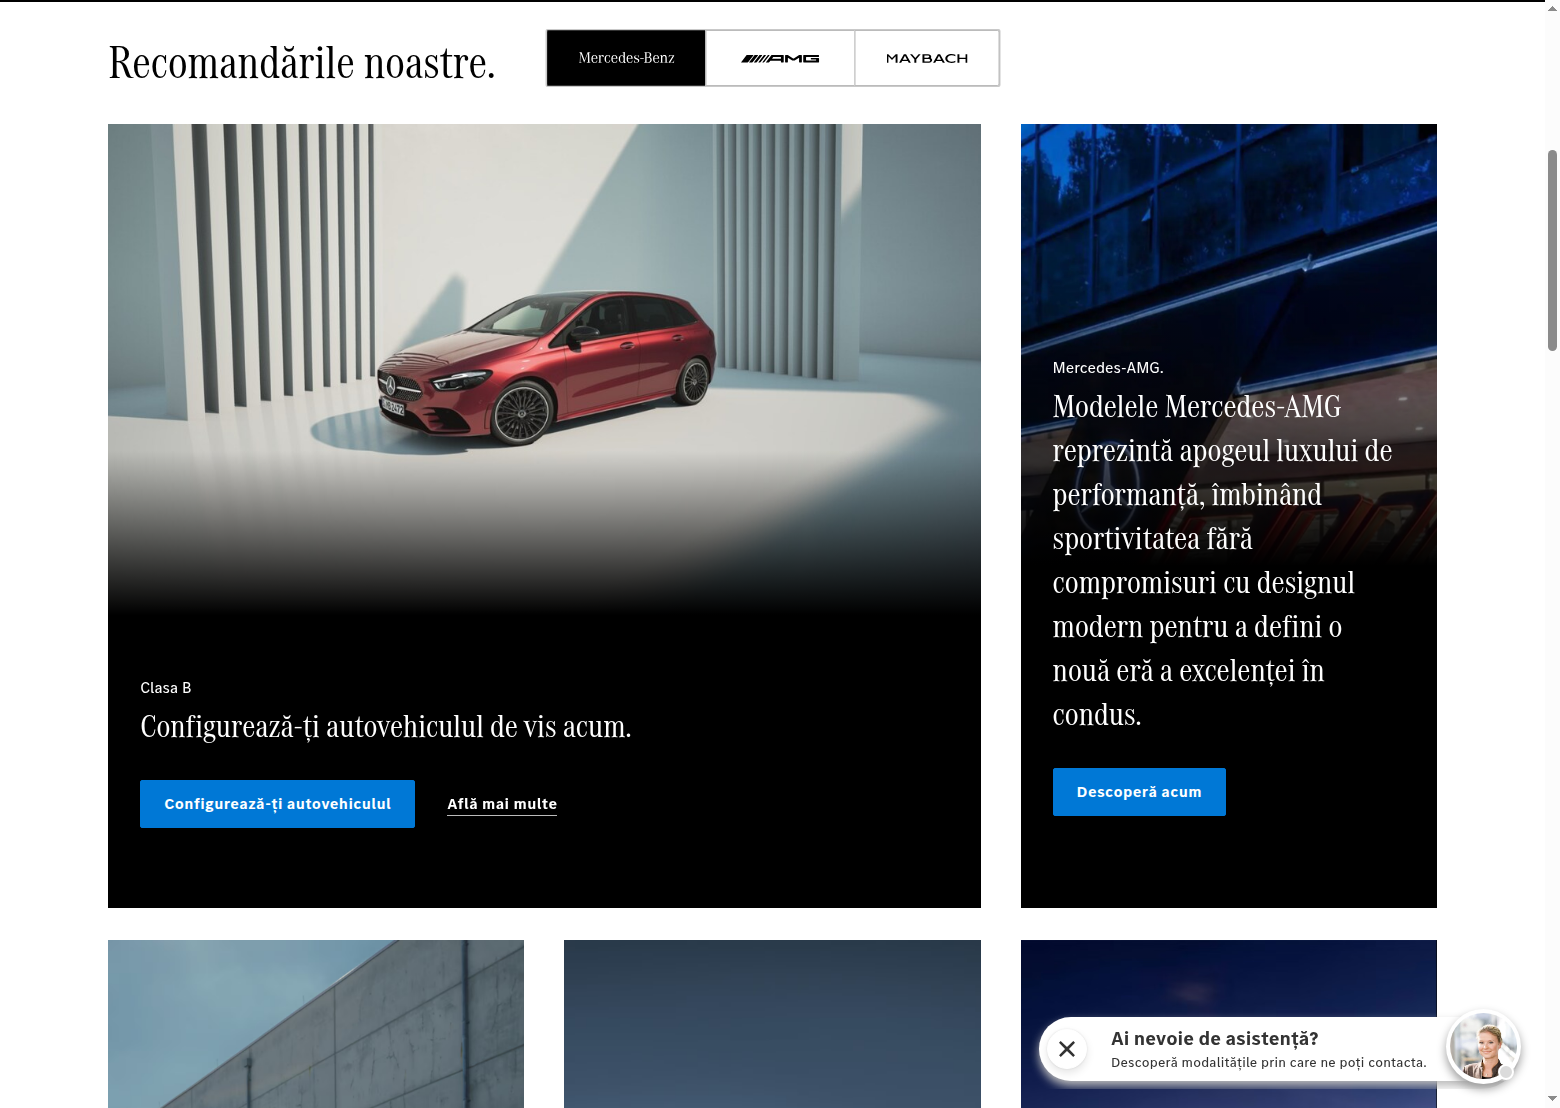 Recomandările noastre.
Mercedes-Benz
AMG
MAYBACH
Clasa B
Configurează-ți autovehiculul de vis acum.
Configurează-ți autovehiculul
Află mai multe
Mercedes-AMG.
Modelele Mercedes-AMG
reprezintă apogeul luxului de
performanță, îmbinând
sportivitatea fără
compromisuri cu designul
modern pentru a defini o
nouă eră a excelenței în
condus.
Descoperă acum
Ai nevoie de asistență?
Descoperă modalitățile prin care ne poți contacta.